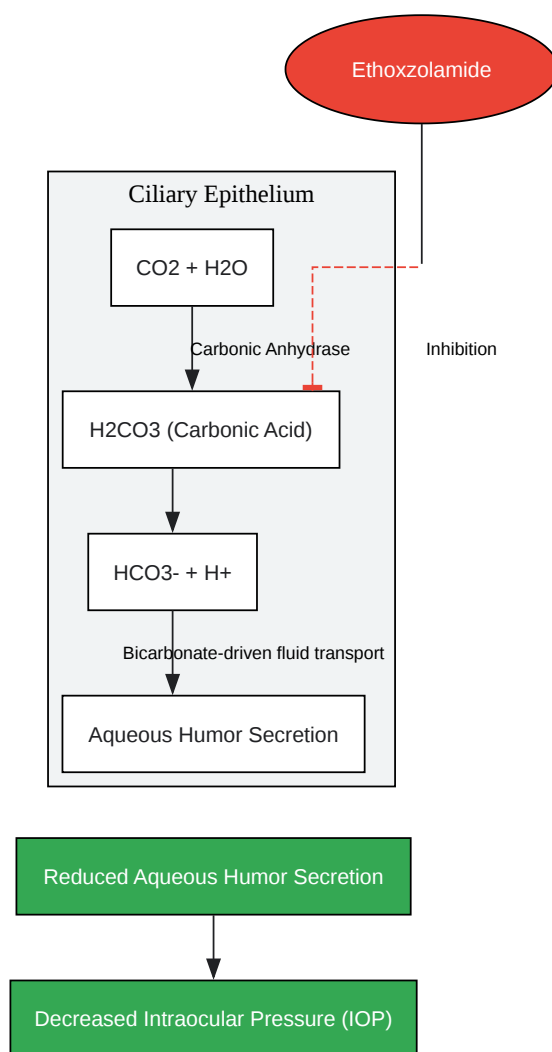 Ethoxzolamide
Ciliary Epithelium
CO2 + H2O
Carbonic Anhydrase
Inhibition
H2CO3 (Carbonic Acid)
HCO3- + H+
Bicarbonate-driven fluid transport
Aqueous Humor Secretion
Reduced Aqueous Humor Secretion
Decreased Intraocular Pressure (IOP)